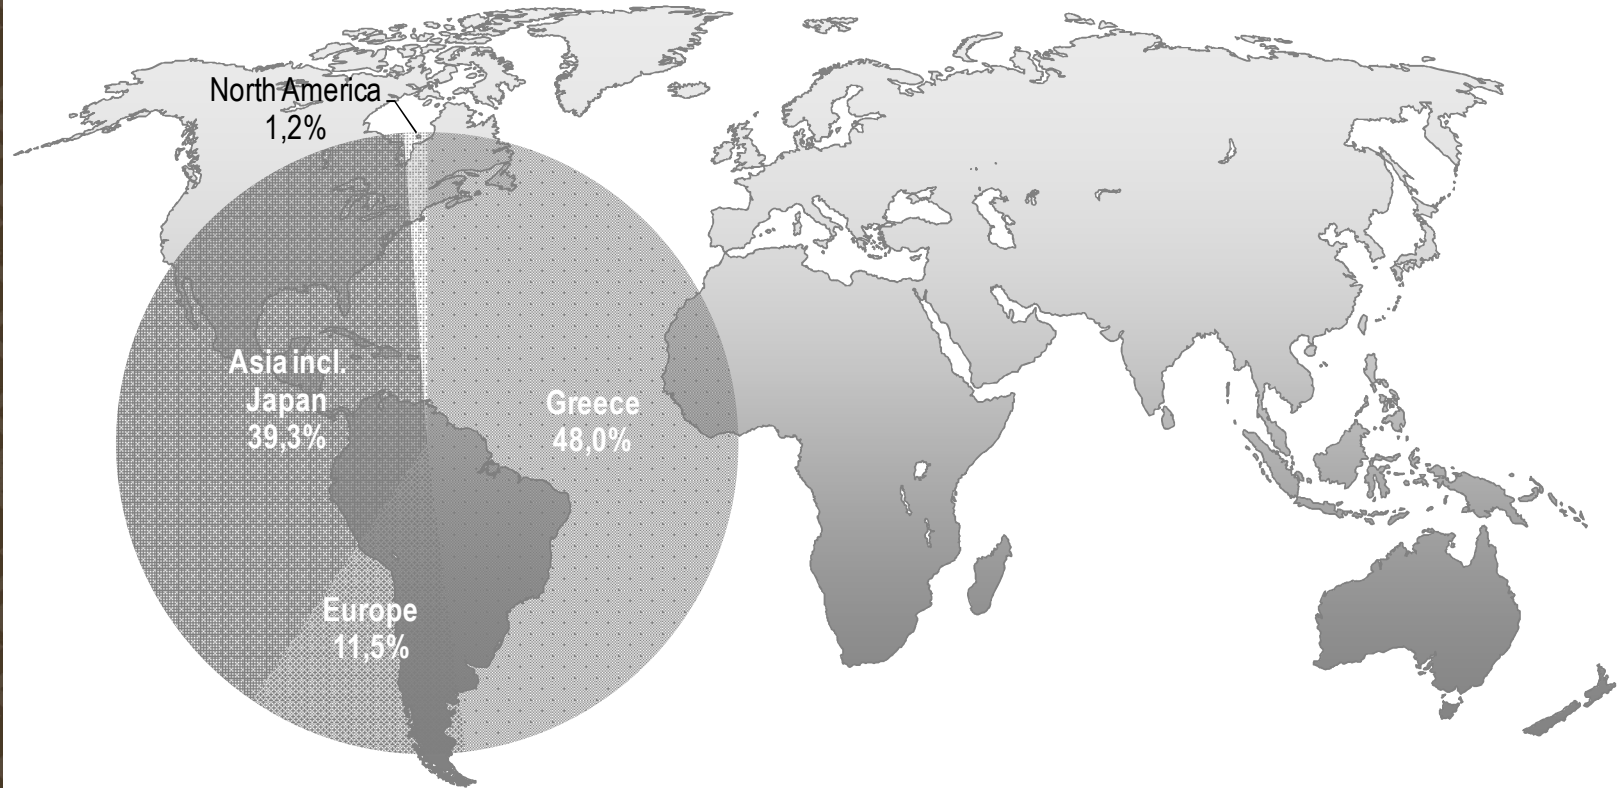 North America
1,2%
Asia incl.
Japan
39,3%
Greece
48,0%
Europe
11,5%